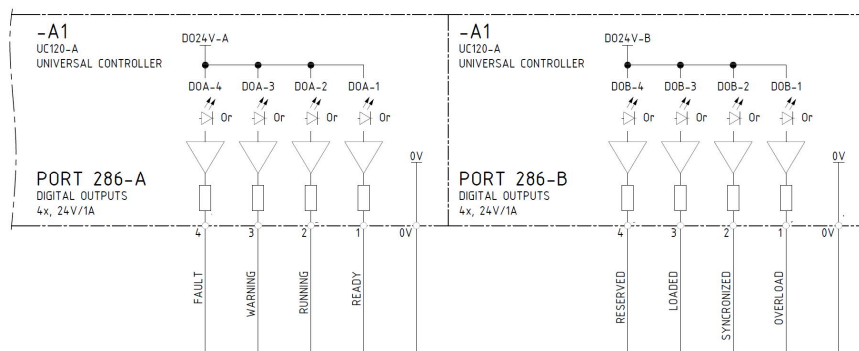 -A1
UC120-A
UNIVERSAL CONTROLLER
DO24V-A
DOA-4 DOA-3 DOA-2 DOA-1
Or Or Or Or
0V
PORT 286-A
DIGITAL OUTPUTS
4x, 24V/1A
4 3 2 1 0V
FAULT
WARNING
RUNNING
READY
-A1
UC120-A
UNIVERSAL CONTROLLER
DO24V-B
DOB-4 DOB-3 DOB-2 DOB-1
Or Or Or Or
0V
PORT 286-B
DIGITAL OUTPUTS
4x, 24V/1A
4 3 2 1 0V
RESERVED
LOADED
SYNCRONIZED
OVERLOAD